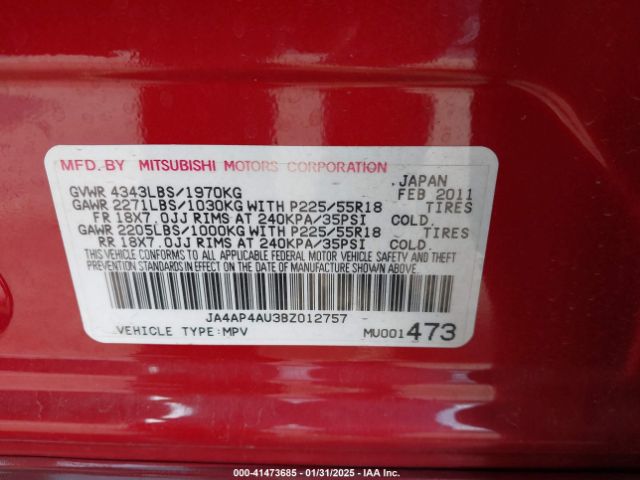 MFD. BY MITSUBISHI MOTORS CORPORATION
JAPAN
GVWR 4343LBS/1970KG FEB 2011
GAWR 2271LBS/1030KG WITH P225/55R18 TIRES
FR 18X7.0JJ RIMS AT 240KPA/35PSI COLD.
GAWR 2205LBS/1000KG WITH P225/55R18 TIRES
RR 18X7.0JJ RIMS AT 240KPA/35PSI COLD.
THIS VEHICLE CONFORMS TO ALL APPLICABLE FEDERAL MOTOR VEHICLE SAFETY AND THEFT
PREVENTION STANDARDS IN EFFECT ON THE DATE OF MANUFACTURE SHOWN ABOVE.
JA4AP4AU3BZ012757
VEHICLE TYPE:MPV MU001473
000-41473685 - 01/31/2025 - IAA Inc.